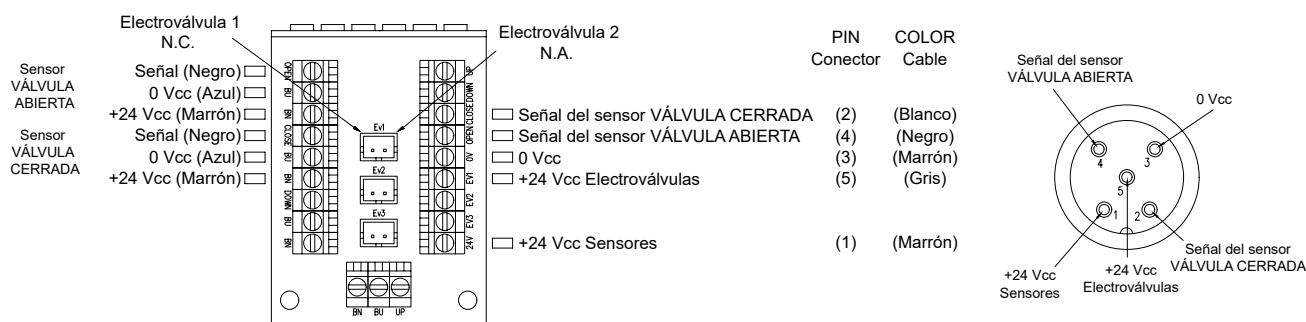 Electroválvula 1
N.C.
Electroválvula 2
N.A.
PIN
Conector
COLOR
Cable
Señal del sensor
VÁLVULA ABIERTA
0 Vcc
Sensor
VÁLVULA
ABIERTA
Señal (Negro)
0 Vcc (Azul)
+24 Vcc (Marrón)
Sensor
VÁLVULA
CERRADA
Señal (Negro)
0 Vcc (Azul)
+24 Vcc (Marrón)
OPEN
BU
BN
CLOSE
BU
BN
DOWN
BU
BN
Ev1
Ev2
Ev3
UP
DOWN
CLOSE
OPEN
0V
EV1
EV2
EV3
24V
BN BU UP
Señal del sensor VÁLVULA CERRADA (2) (Blanco)
Señal del sensor VÁLVULA ABIERTA (4) (Negro)
0 Vcc (3) (Marrón)
+24 Vcc Electroválvulas (5) (Gris)
+24 Vcc Sensores (1) (Marrón)
4
3
5
1
2
+24 Vcc
Sensores
+24 Vcc
Electroválvulas
Señal del sensor
VÁLVULA CERRADA